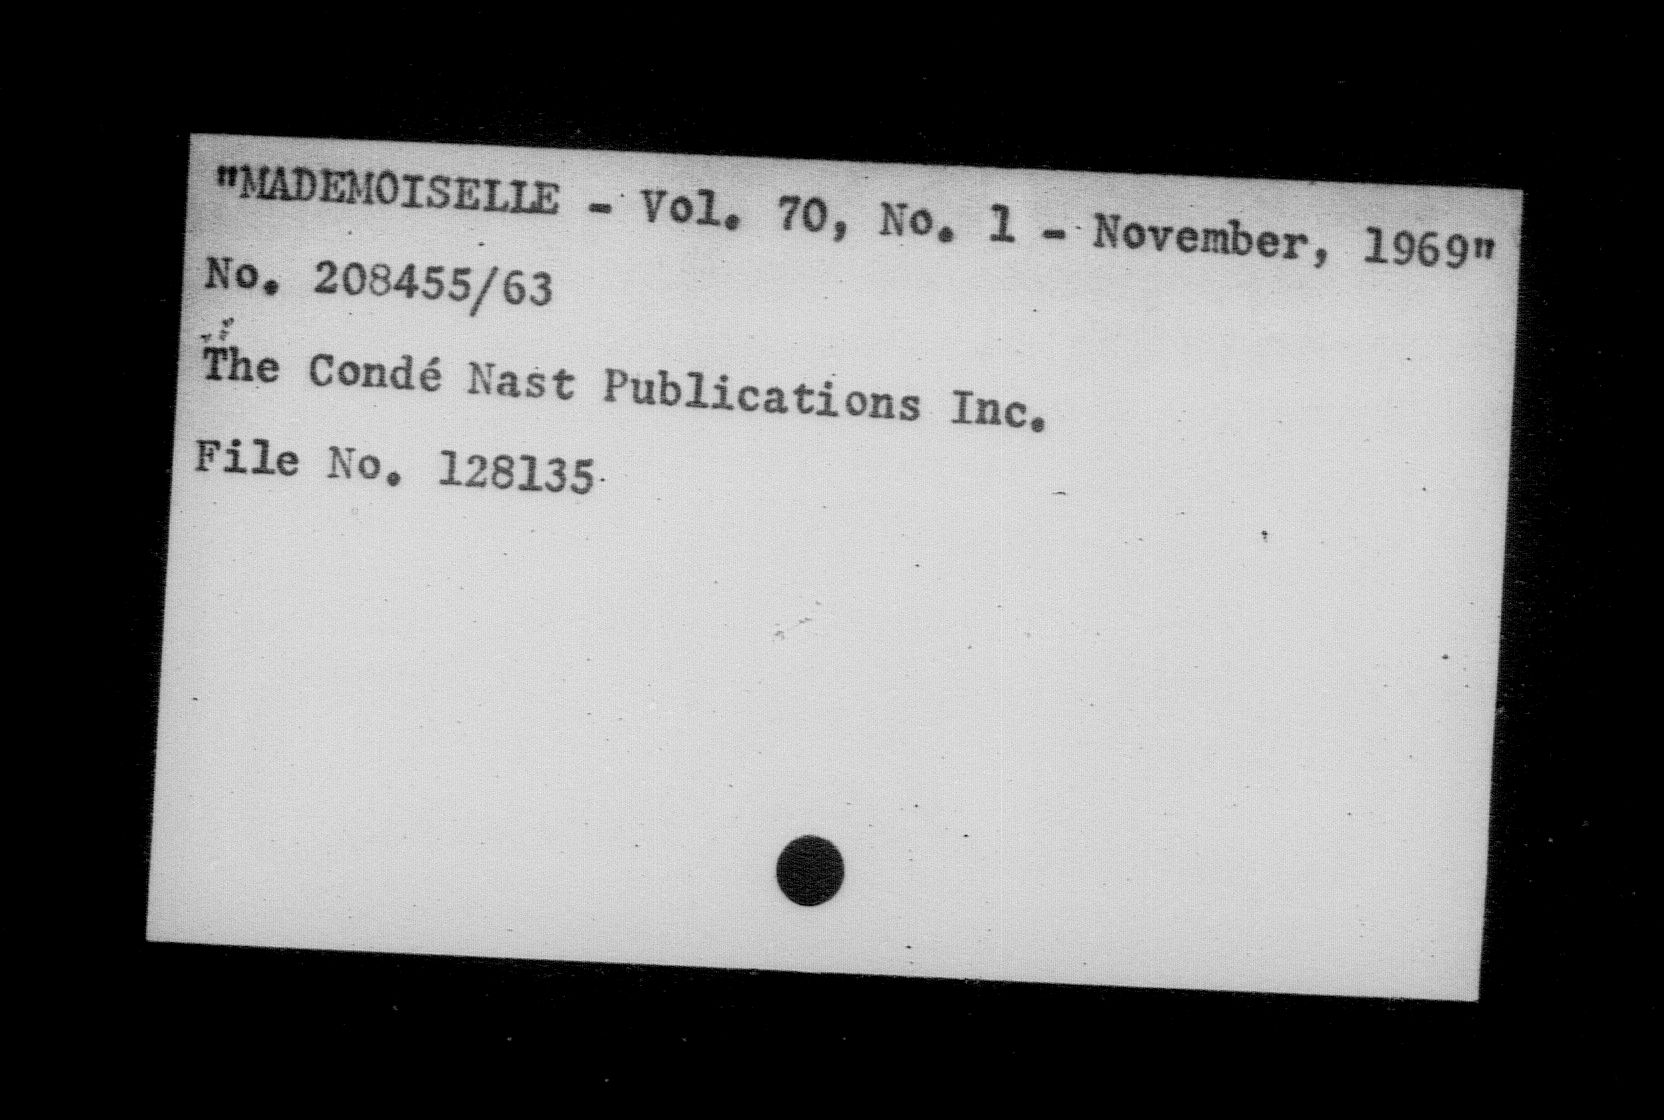 "MADEMOISELLE - Vol. 70, No. 1 - November, 1969"
No. 208455/63
The Condé Nast Publications Inc.
File No. 128135